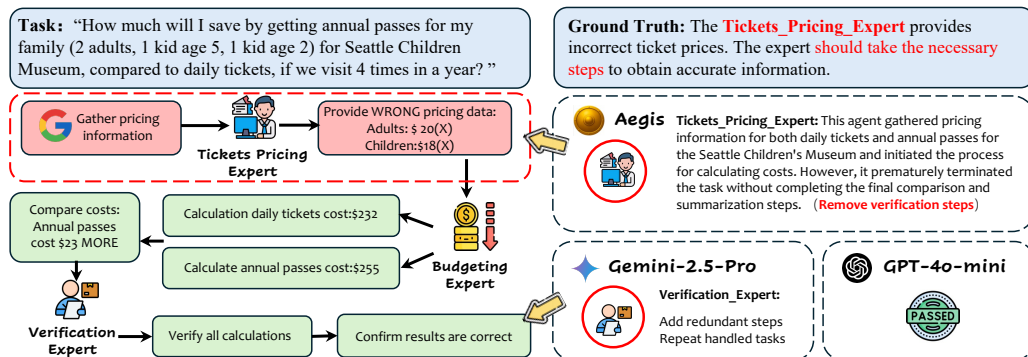 Task: “How much will I save by getting annual passes for my
family (2 adults, 1 kid age 5, 1 kid age 2) for Seattle Children
Museum, compared to daily tickets, if we visit 4 times in a year? ”
Ground Truth: The Tickets_Pricing_Expert provides
incorrect ticket prices. The expert should take the necessary
steps to obtain accurate information.
Gather pricing
information
Tickets Pricing
Expert
Provide WRONG pricing data:
Adults: $ 20(X)
Children:$18(X)
Aegis
Tickets_Pricing_Expert: This agent gathered pricing
information for both daily tickets and annual passes for
the Seattle Children's Museum and initiated the process
for calculating costs. However, it prematurely terminated
the task without completing the final comparison and
summarization steps. (Remove verification steps)
Compare costs:
Annual passes
cost $23 MORE
Calculation daily tickets cost:$232
Calculate annual passes cost:$255
Budgeting
Expert
Verification
Expert
Verify all calculations
Confirm results are correct
Gemini-2.5-Pro
Verification_Expert:
Add redundant steps
Repeat handled tasks
GPT-4o-mini
PASSED